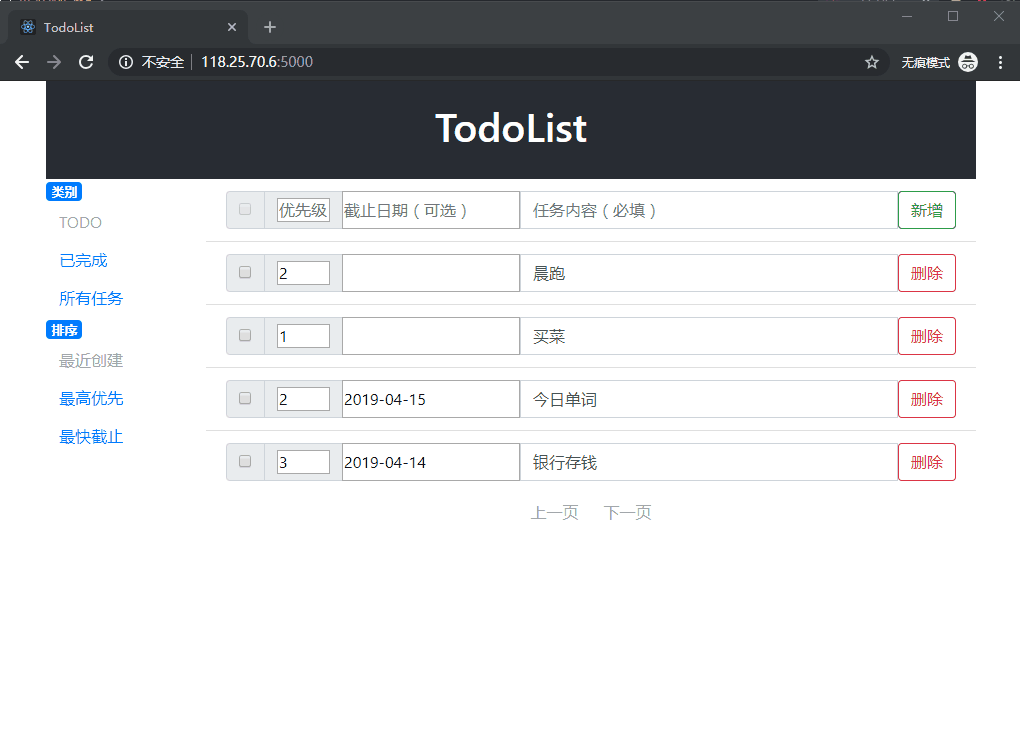 TodoList
不安全 118.25.70.6:5000 无痕模式
TodoList
类别
TODO
已完成
所有任务
排序
最近创建
最高优先
最快截止
优先级 截止日期（可选） 任务内容（必填） 新增
2 晨跑 删除
1 买菜 删除
2 2019-04-15 今日单词 删除
3 2019-04-14 银行存钱 删除
上一页 下一页